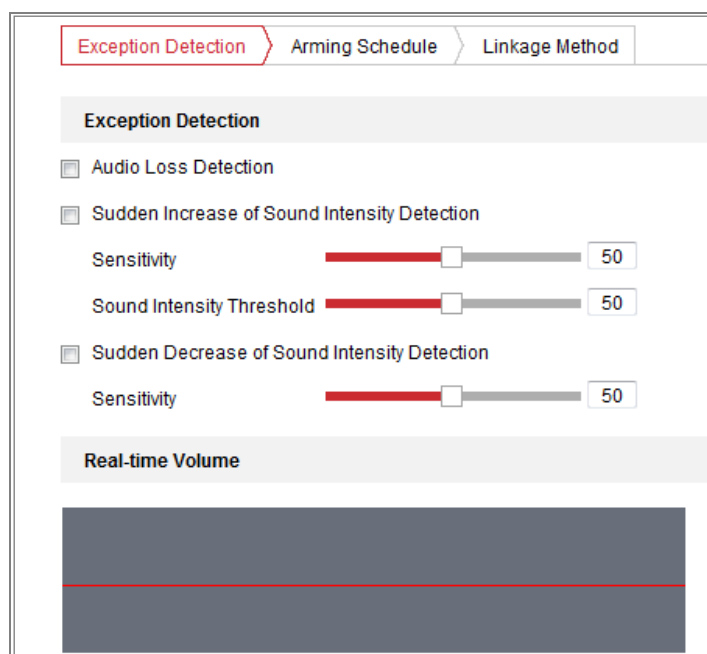 Exception Detection Arming Schedule Linkage Method
Exception Detection
Audio Loss Detection
Sudden Increase of Sound Intensity Detection
Sensitivity 50
Sound Intensity Threshold 50
Sudden Decrease of Sound Intensity Detection
Sensitivity 50
Real-time Volume